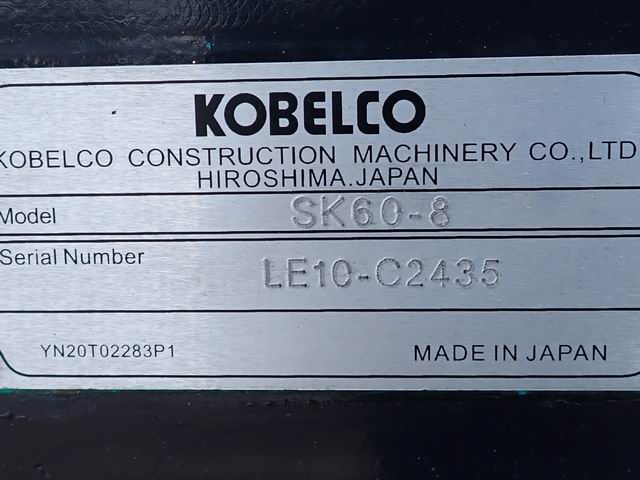 KOBELCO
KOBELCO CONSTRUCTION MACHINERY CO.,LTD
HIROSHIMA.JAPAN
Model SK60-8
Serial Number LE10-C2435
YN20T02283P1 MADE IN JAPAN